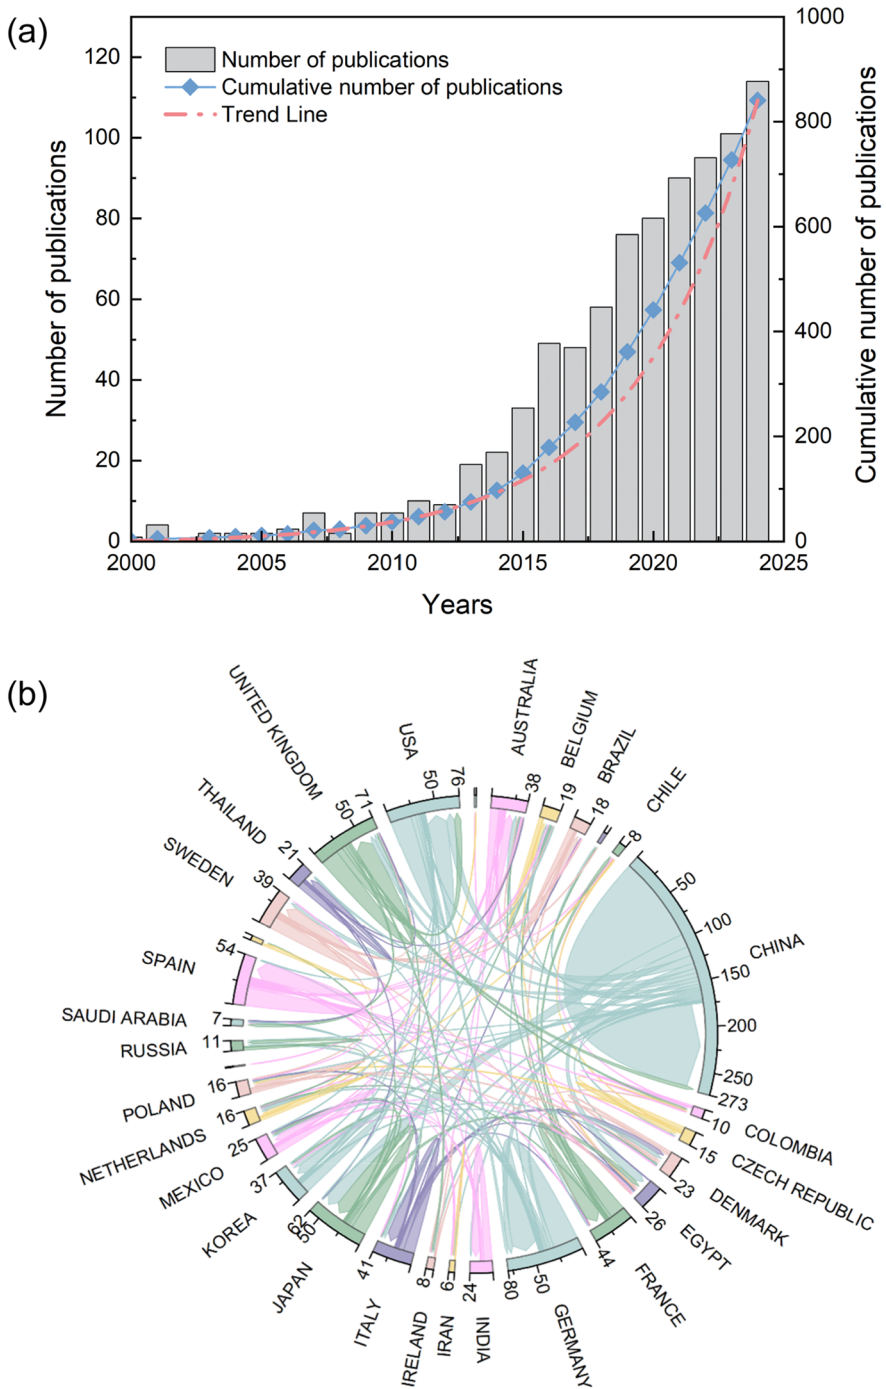 (a)
Number of publications
Cumulative number of publications
Trend Line
Number of publications
0
20
40
60
80
100
120
Cumulative number of publications
0
200
400
600
800
1000
2000
2005
2010
2015
2020
2025
Years
(b)
AUSTRALIA
38
BELGIUM
19
BRAZIL
18
CHILE
8
CHINA
50
100
150
200
250
273
COLOMBIA
10
CZECH REPUBLIC
15
DENMARK
23
EGYPT
26
FRANCE
44
GERMANY
50
80
INDIA
24
IRAN
6
IRELAND
8
ITALY
41
JAPAN
50
62
KOREA
37
MEXICO
25
NETHERLANDS
16
POLAND
16
RUSSIA
11
SAUDI ARABIA
7
SPAIN
54
SWEDEN
39
THAILAND
21
UNITED KINGDOM
50
71
USA
50
76